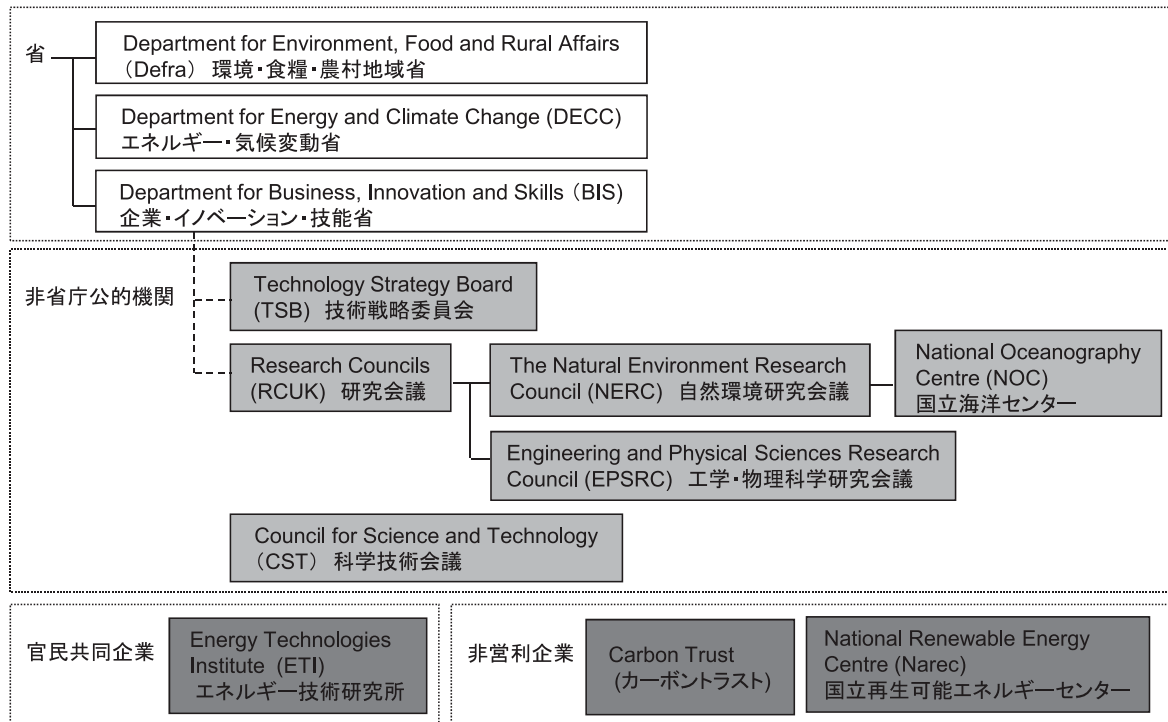 省
Department for Environment, Food and Rural Affairs
（Defra）環境・食糧・農村地域省
Department for Energy and Climate Change (DECC)
エネルギー・気候変動省
Department for Business, Innovation and Skills（BIS）
企業・イノベーション・技能省
非省庁公的機関
Technology Strategy Board
(TSB) 技術戦略委員会
Research Councils
(RCUK) 研究会議
The Natural Environment Research
Council (NERC) 自然環境研究会議
National Oceanography
Centre (NOC)
国立海洋センター
Engineering and Physical Sciences Research
Council (EPSRC) 工学・物理科学研究会議
Council for Science and Technology
（CST）科学技術会議
官民共同企業
Energy Technologies
Institute（ETI）
エネルギー技術研究所
非営利企業
Carbon Trust
(カーボントラスト)
National Renewable Energy
Centre (Narec)
国立再生可能エネルギーセンター